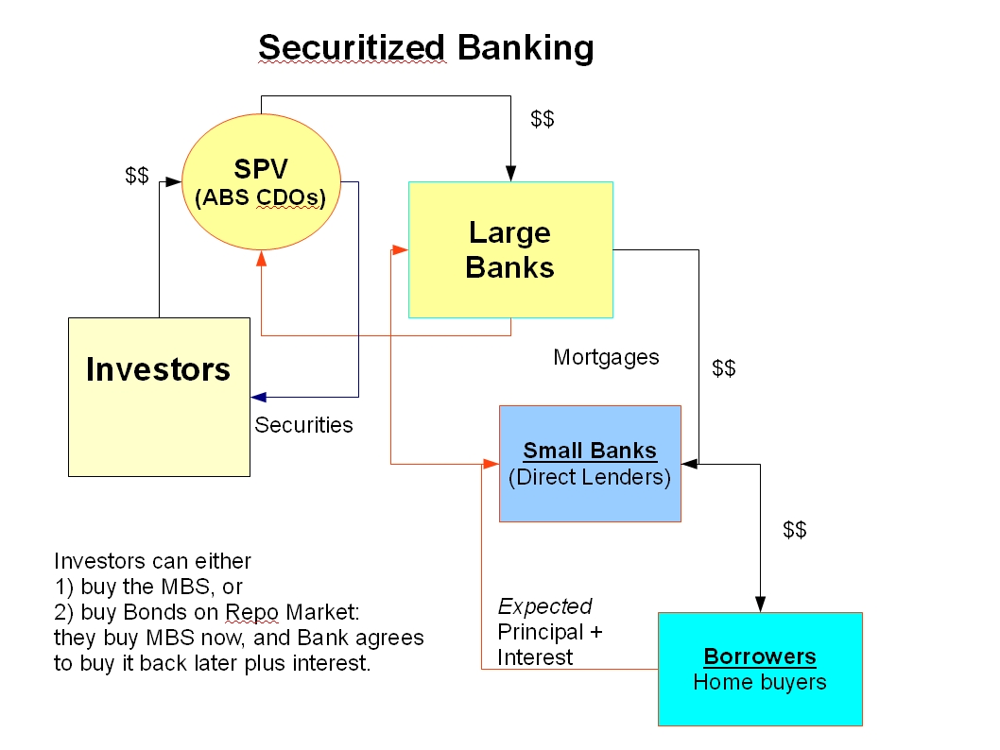 Securitized Banking
$$
$$
SPV
(ABS CDOs)
Large
Banks
Investors
Mortgages
$$
Securities
Small Banks
(Direct Lenders)
$$
Investors can either
1) buy the MBS, or
2) buy Bonds on Repo Market:
they buy MBS now, and Bank agrees
to buy it back later plus interest.
Expected
Principal +
Interest
Borrowers
Home buyers